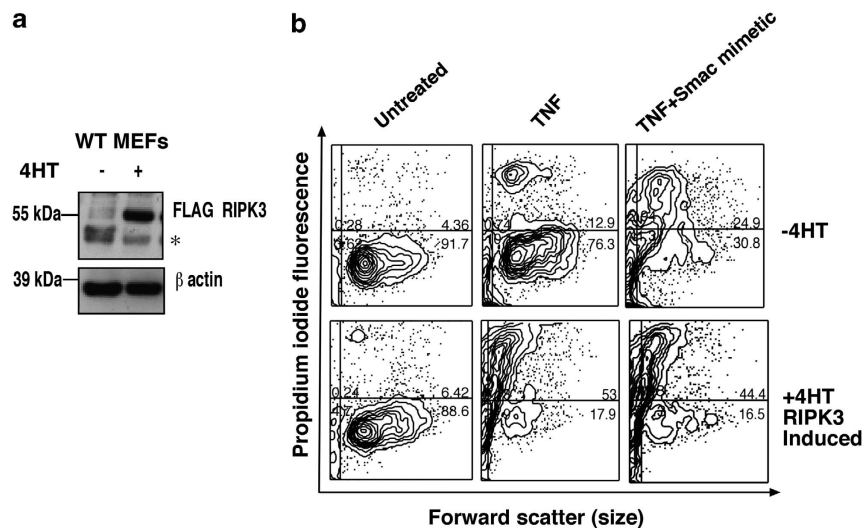 a
WT MEFs
4HT - +
55 kDa
FLAG RIPK3
*
39 kDa
β actin
b
Untreated
TNF
TNF+Smac mimetic
Propidium iodide fluorescence
0.28 4.36
91.7
12.9
76.3
24.9
30.8
-4HT
0.24 6.42
88.6
53
17.9
44.4
16.5
+4HT
RIPK3
Induced
Forward scatter (size)